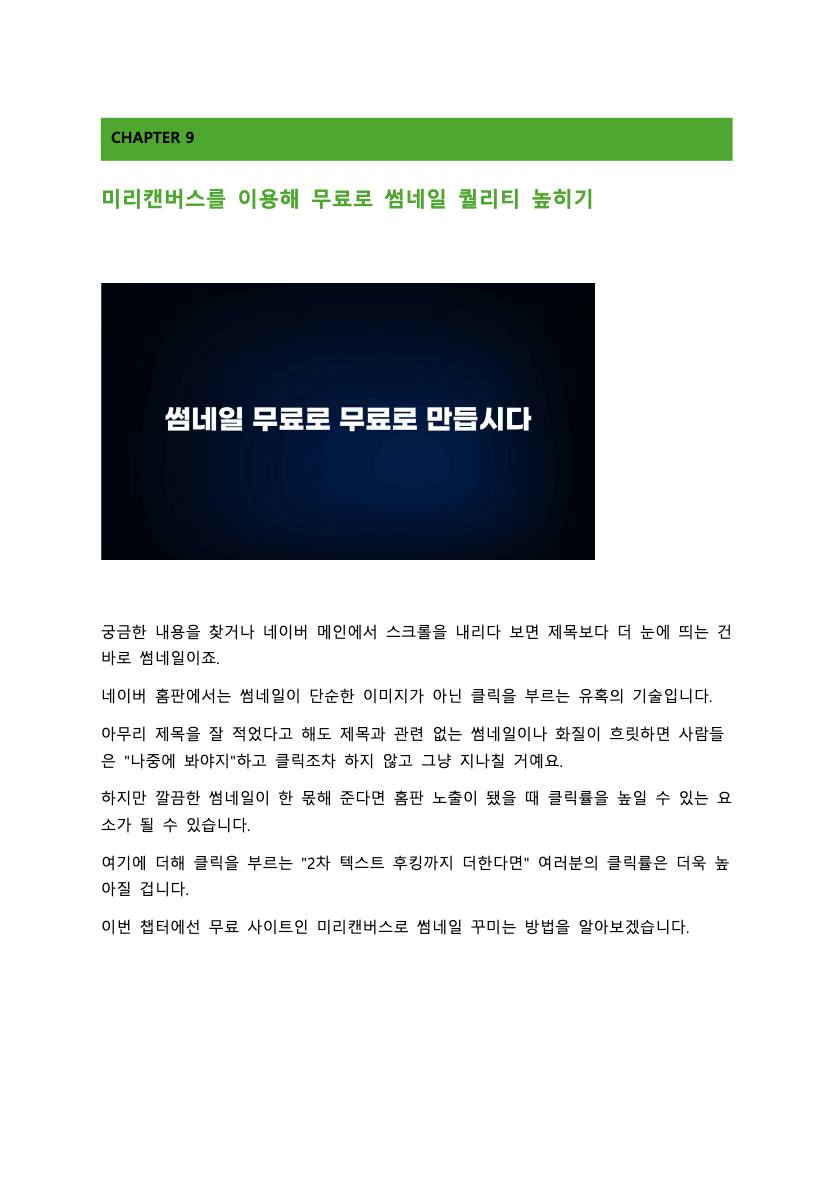 CHAPTER 9
미리캔버스를 이용해 무료로 썸네일 퀄리티 높히기
썸네일 무료로 무료로 만듭시다
궁금한 내용을 찾거나 네이버 메인에서 스크롤을 내리다 보면 제목보다 더 눈에 띄는 건
바로 썸네일이죠.
네이버 홈판에서는 썸네일이 단순한 이미지가 아닌 클릭을 부르는 유혹의 기술입니다.
아무리 제목을 잘 적었다고 해도 제목과 관련 없는 썸네일이나 화질이 흐릿하면 사람들
은 "나중에 봐야지"하고 클릭조차 하지 않고 그냥 지나칠 거예요.
하지만 깔끔한 썸네일이 한 몫해 준다면 홈판 노출이 됐을 때 클릭률을 높일 수 있는 요
소가 될 수 있습니다.
여기에 더해 클릭을 부르는 "2차 텍스트 후킹까지 더한다면" 여러분의 클릭률은 더욱 높
아질 겁니다.
이번 챕터에선 무료 사이트인 미리캔버스로 썸네일 꾸미는 방법을 알아보겠습니다.